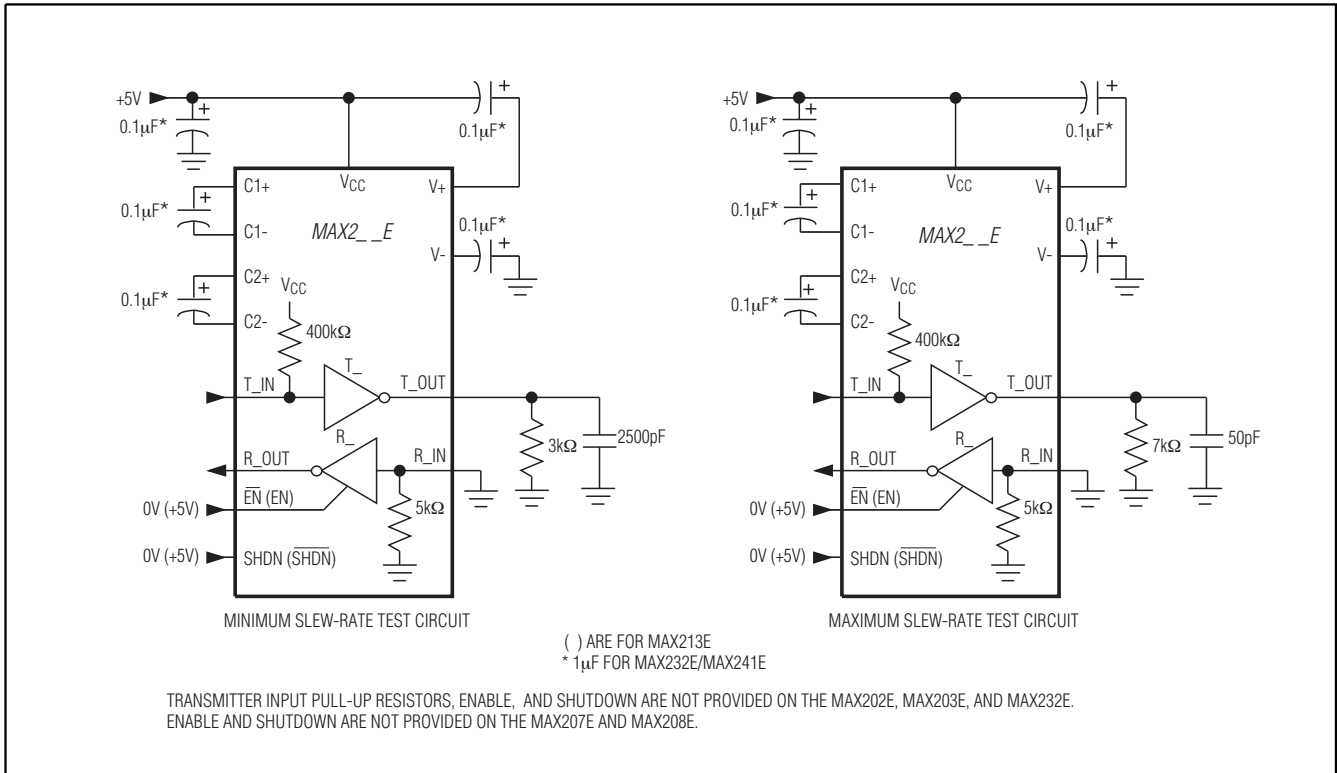 +5V
0.1µF*
0.1µF*
VCC
C1+
V+
0.1µF*
C1-
MAX2_ _E
0.1µF*
V-
C2+
VCC
0.1µF*
C2-
400kΩ
T_
T_IN
T_OUT
3kΩ
2500pF
R_
R_OUT
R_IN
E̅N̅ (EN)
0V (+5V)
5kΩ
0V (+5V)
SHDN (S̅H̅D̅N̅)
MINIMUM SLEW-RATE TEST CIRCUIT
+5V
0.1µF*
0.1µF*
VCC
C1+
V+
0.1µF*
C1-
MAX2_ _E
0.1µF*
V-
C2+
VCC
0.1µF*
C2-
400kΩ
T_
T_IN
T_OUT
7kΩ
50pF
R_
R_OUT
R_IN
E̅N̅ (EN)
0V (+5V)
5kΩ
0V (+5V)
SHDN (S̅H̅D̅N̅)
MAXIMUM SLEW-RATE TEST CIRCUIT
( ) ARE FOR MAX213E
* 1µF FOR MAX232E/MAX241E
TRANSMITTER INPUT PULL-UP RESISTORS, ENABLE, AND SHUTDOWN ARE NOT PROVIDED ON THE MAX202E, MAX203E, AND MAX232E.
ENABLE AND SHUTDOWN ARE NOT PROVIDED ON THE MAX207E AND MAX208E.